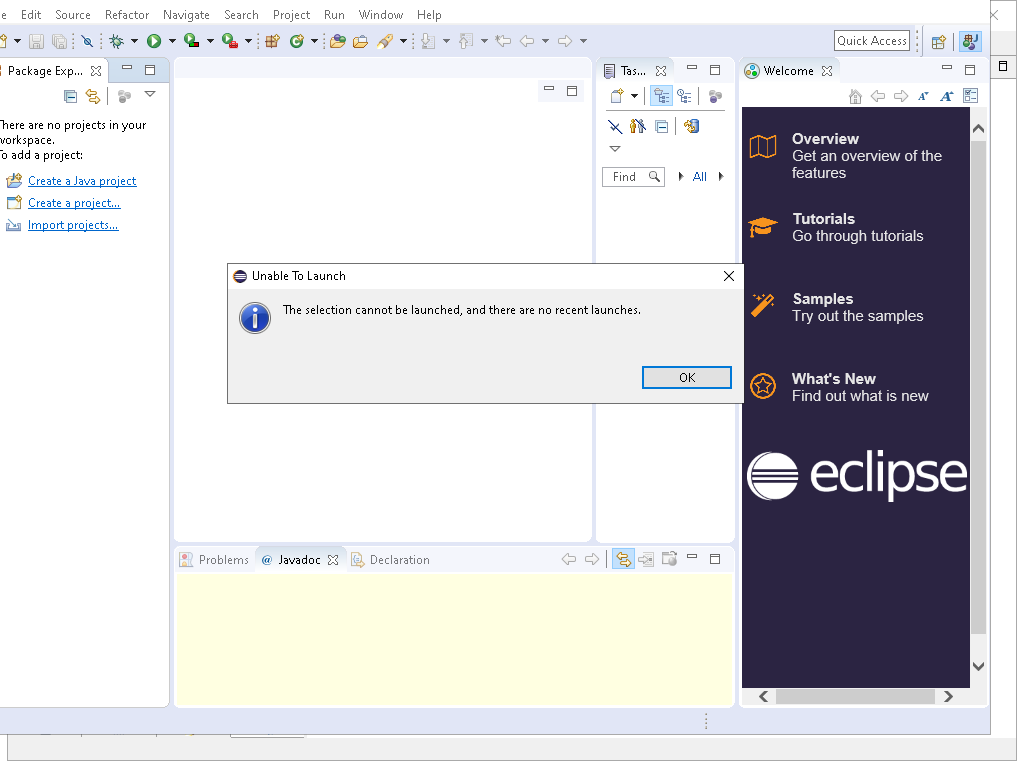 e Edit Source Refactor Navigate Search Project Run Window Help
Quick Access
Package Exp...
There are no projects in your
workspace.
To add a project:
Create a Java project
Create a project...
Import projects...
Tas...
Find
All
Welcome
Overview
Get an overview of the
features
Tutorials
Go through tutorials
Samples
Try out the samples
What's New
Find out what is new
eclipse
Unable To Launch
The selection cannot be launched, and there are no recent launches.
OK
Problems @ Javadoc Declaration